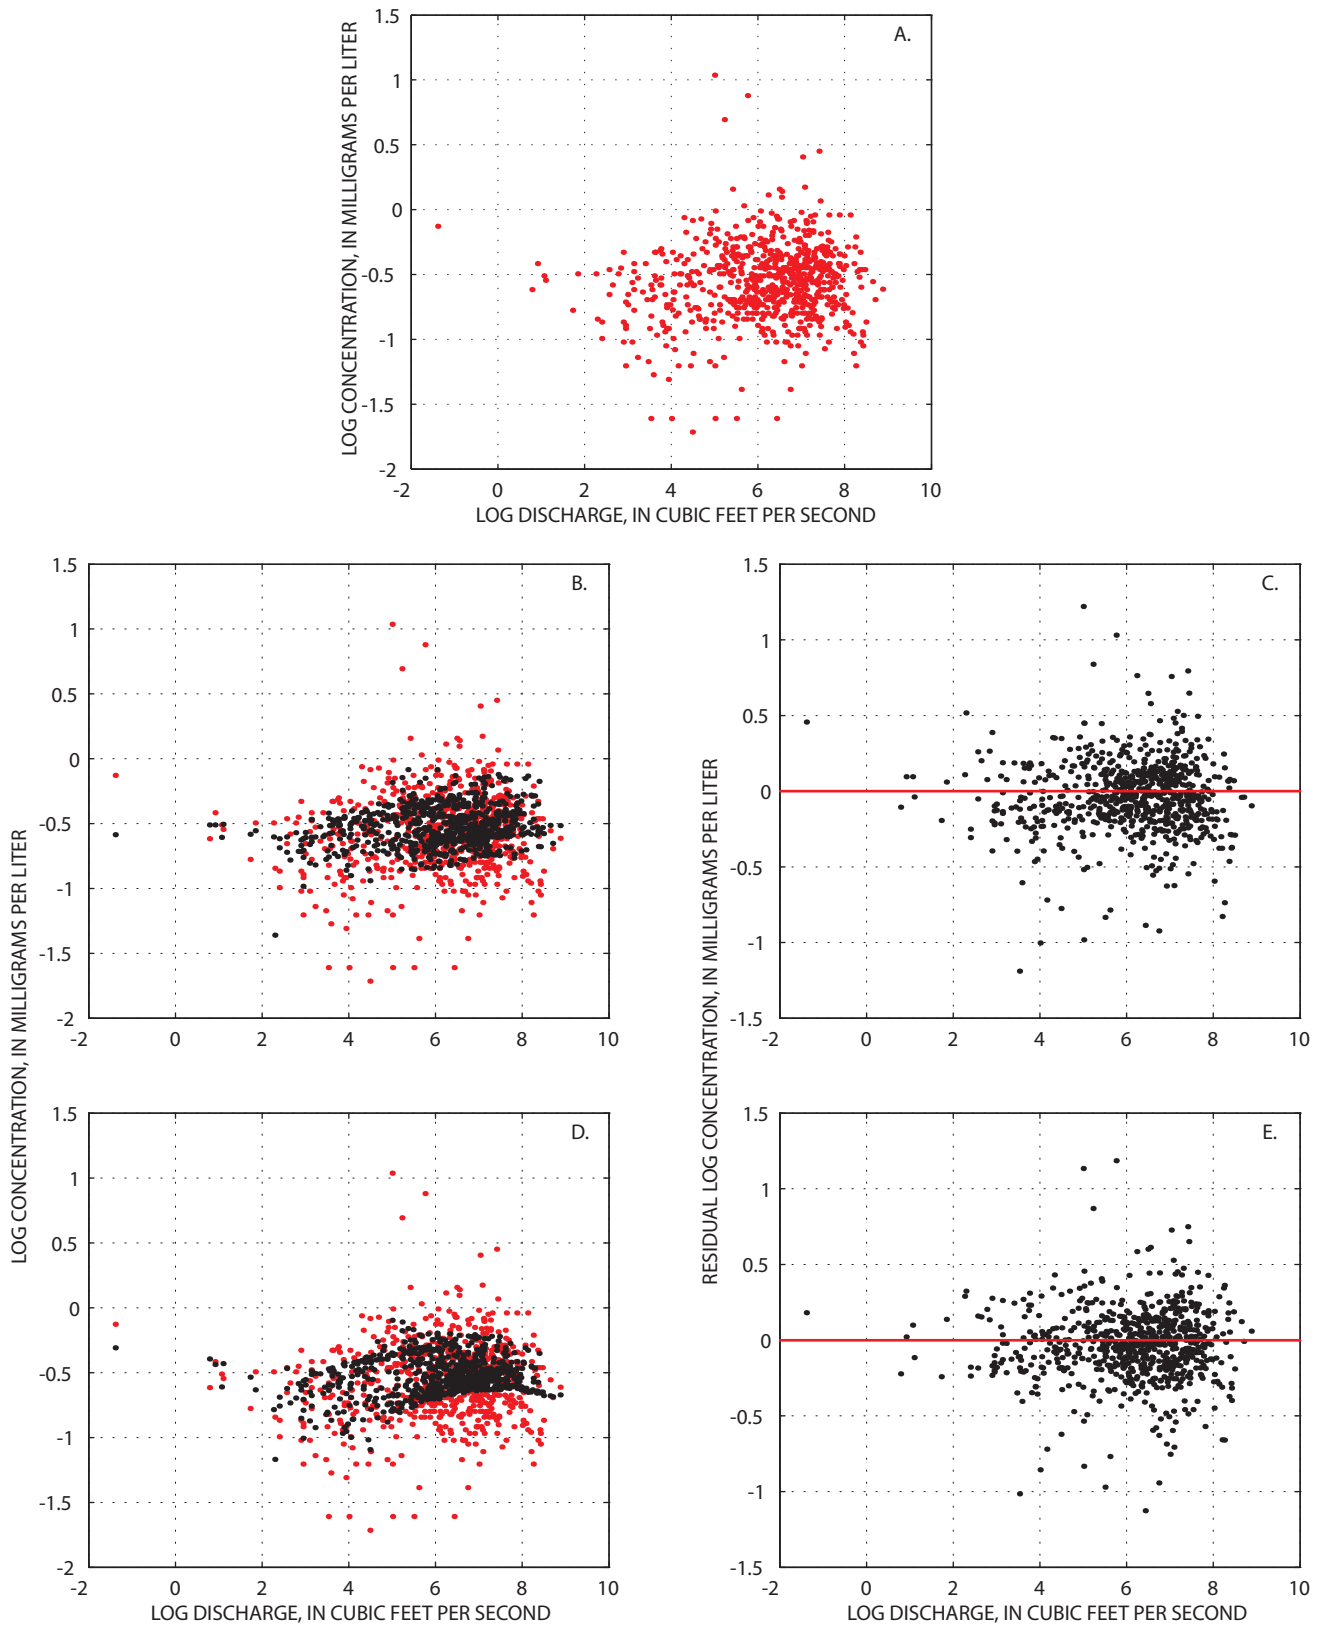 A.
1.5
1
0.5
0
-0.5
-1
-1.5
-2
-2 0 2 4 6 8 10
LOG CONCENTRATION, IN MILLIGRAMS PER LITER
LOG DISCHARGE, IN CUBIC FEET PER SECOND
B.
1.5
1
0.5
0
-0.5
-1
-1.5
-2
-2 0 2 4 6 8 10
C.
1.5
1
0.5
0
-0.5
-1
-1.5
-2 0 2 4 6 8 10
LOG CONCENTRATION, IN MILLIGRAMS PER LITER
RESIDUAL LOG CONCENTRATION, IN MILLIGRAMS PER LITER
D.
1.5
1
0.5
0
-0.5
-1
-1.5
-2
-2 0 2 4 6 8 10
LOG DISCHARGE, IN CUBIC FEET PER SECOND
E.
1.5
1
0.5
0
-0.5
-1
-1.5
-2 0 2 4 6 8 10
LOG DISCHARGE, IN CUBIC FEET PER SECOND